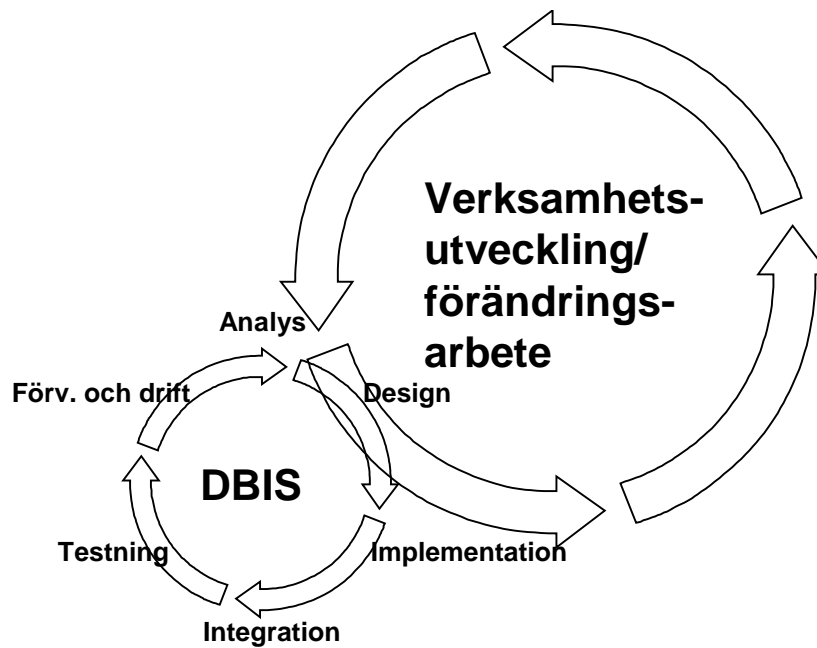 Verksamhets-
utveckling/
förändrings-
arbete
Analys
Förv. och drift
Design
DBIS
Testning
Implementation
Integration